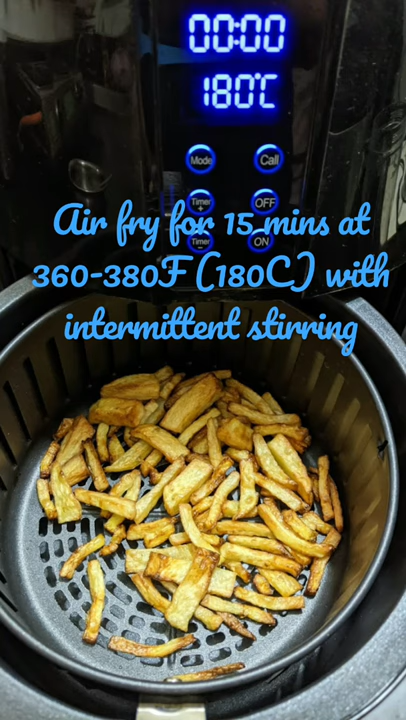 00:00
180℃
Mode Call
Timer + OFF
Air fry for 15 mins at
Timer - ON
360-380F (180C) with
intermittent stirring